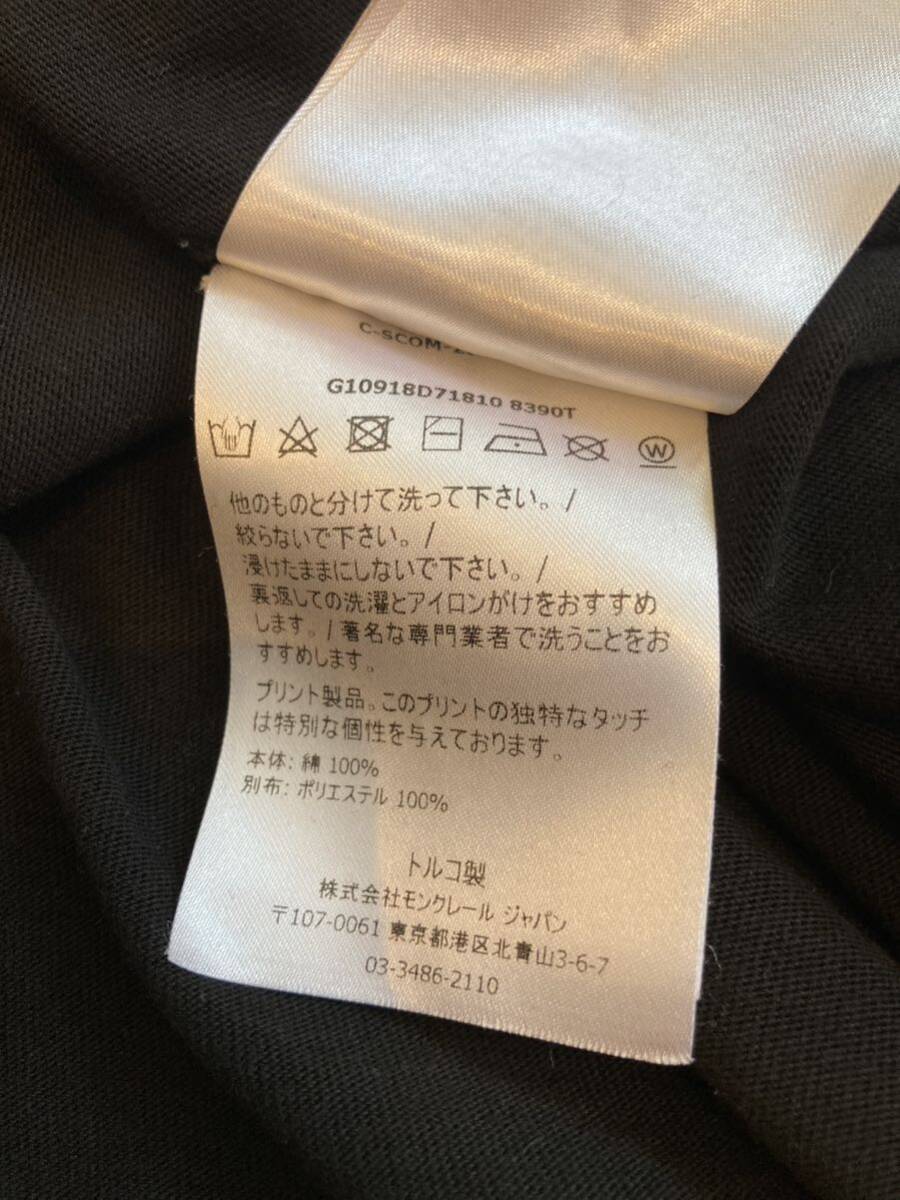 C-SCOM-
G10918D71810 8390T
W
他のものと分けて洗って下さい。/
絞らないで下さい。/
浸けたままにしないで下さい。/
裏返しての洗濯とアイロンがけをおすすめ
します。/著名な専門業者で洗うことをお
すすめします。
プリント製品。このプリントの独特なタッチ
は特別な個性を与えております。
本体: 綿 100%
別布: ポリエステル 100%
トルコ製
株式会社モンクレール ジャパン
〒107-0061 東京都港区北青山3-6-7
03-3486-2110